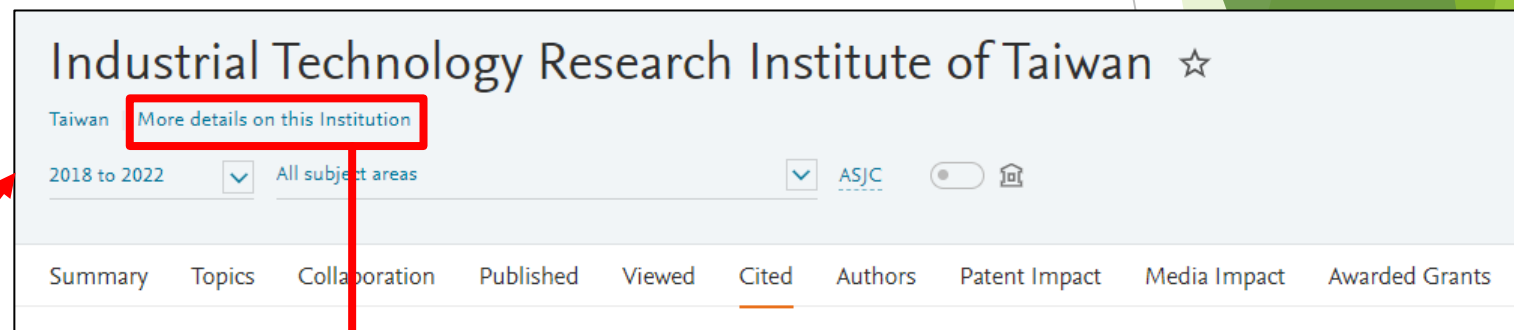 Industrial Technology Research Institute of Taiwan
Taiwan More details on this Institution
2018 to 2022 All subject areas ASJC
Summary Topics Collaboration Published Viewed Cited Authors Patent Impact Media Impact Awarded Grants